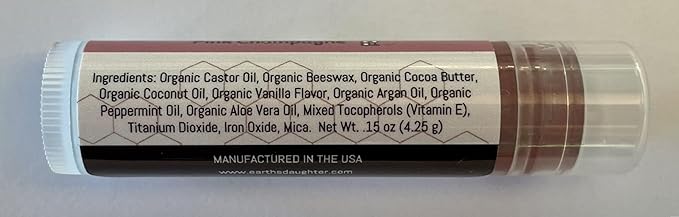 Pink Champagne
Ingredients: Organic Castor Oil, Organic Beeswax, Organic Cocoa Butter,
Organic Coconut Oil, Organic Vanilla Flavor, Organic Argan Oil, Organic
Peppermint Oil, Organic Aloe Vera Oil, Mixed Tocopherols (Vitamin E),
Titanium Dioxide, Iron Oxide, Mica. Net Wt. .15 oz (4.25 g)
MANUFACTURED IN THE USA
www.earthsdaughter.com